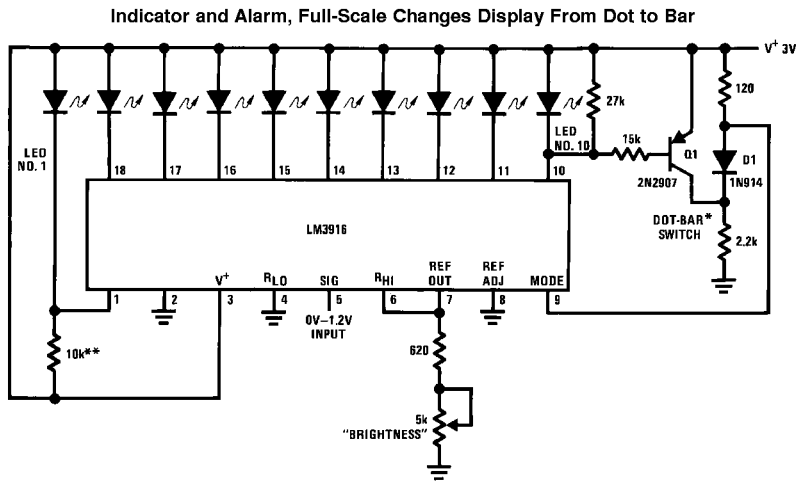 Indicator and Alarm, Full-Scale Changes Display From Dot to Bar
V+ 3V
120
27k
LED
NO. 1
LED
NO. 10
15k
Q1
2N2907
D1
1N914
18
17
16
15
14
13
12
11
10
DOT-BAR*
SWITCH
2.2k
LM3916
V+
RLO
SIG
RHI
REF
OUT
REF
ADJ
MODE
1
2
3
4
5
6
7
8
9
0V–1.2V
INPUT
10k**
620
5k
"BRIGHTNESS"